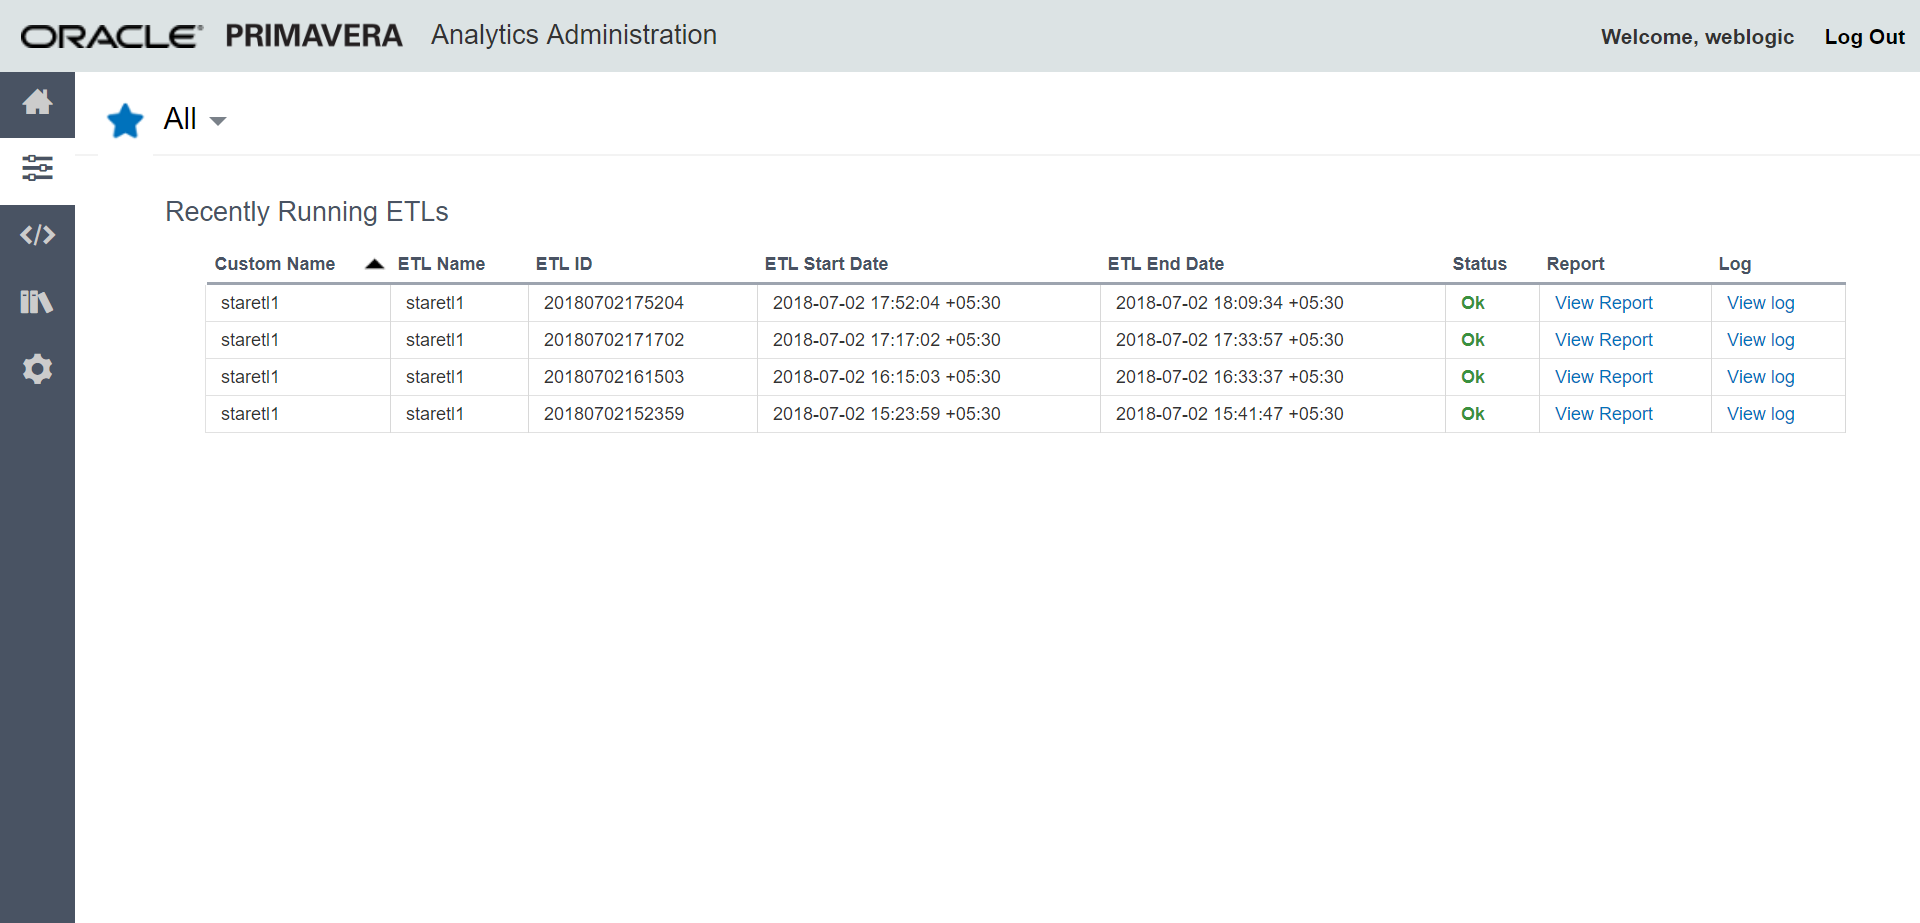 ORACLE® PRIMAVERA Analytics Administration Welcome, weblogic Log Out
All
Recently Running ETLs
Custom Name ETL Name ETL ID ETL Start Date ETL End Date Status Report Log
staretl1 staretl1 20180702175204 2018-07-02 17:52:04 +05:30 2018-07-02 18:09:34 +05:30 Ok View Report View log
staretl1 staretl1 20180702171702 2018-07-02 17:17:02 +05:30 2018-07-02 17:33:57 +05:30 Ok View Report View log
staretl1 staretl1 20180702161503 2018-07-02 16:15:03 +05:30 2018-07-02 16:33:37 +05:30 Ok View Report View log
staretl1 staretl1 20180702152359 2018-07-02 15:23:59 +05:30 2018-07-02 15:41:47 +05:30 Ok View Report View log